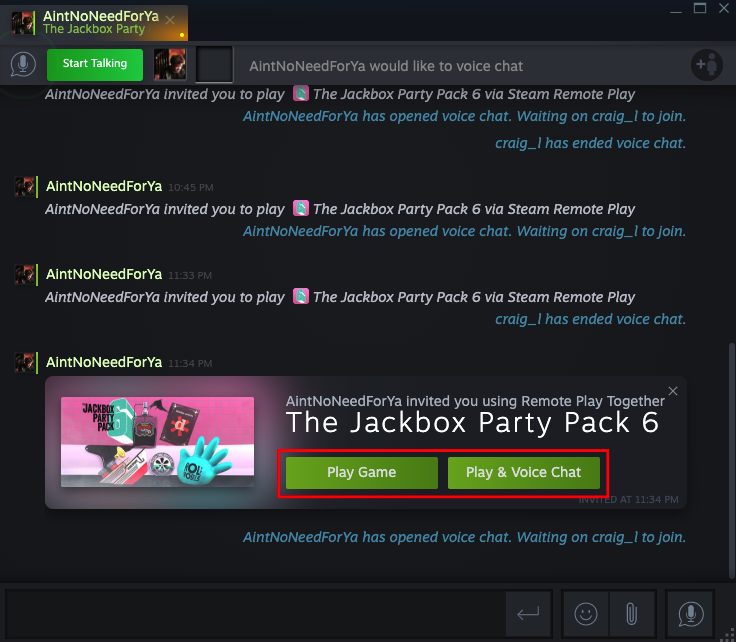 AintNoNeedForYa
The Jackbox Party
Start Talking
AintNoNeedForYa would like to voice chat
AintNoNeedForYa invited you to play The Jackbox Party Pack 6 via Steam Remote Play
AintNoNeedForYa has opened voice chat. Waiting on craig_l to join.
craig_l has ended voice chat.
AintNoNeedForYa 10:45 PM
AintNoNeedForYa invited you to play The Jackbox Party Pack 6 via Steam Remote Play
AintNoNeedForYa has opened voice chat. Waiting on craig_l to join.
AintNoNeedForYa 11:33 PM
AintNoNeedForYa invited you to play The Jackbox Party Pack 6 via Steam Remote Play
craig_l has ended voice chat.
AintNoNeedForYa 11:34 PM
THE
JACKBOX
PARTY
PACK
AintNoNeedForYa invited you using Remote Play Together
The Jackbox Party Pack 6
Play Game Play & Voice Chat
INVITED AT 11:34 PM
AintNoNeedForYa has opened voice chat. Waiting on craig_l to join.